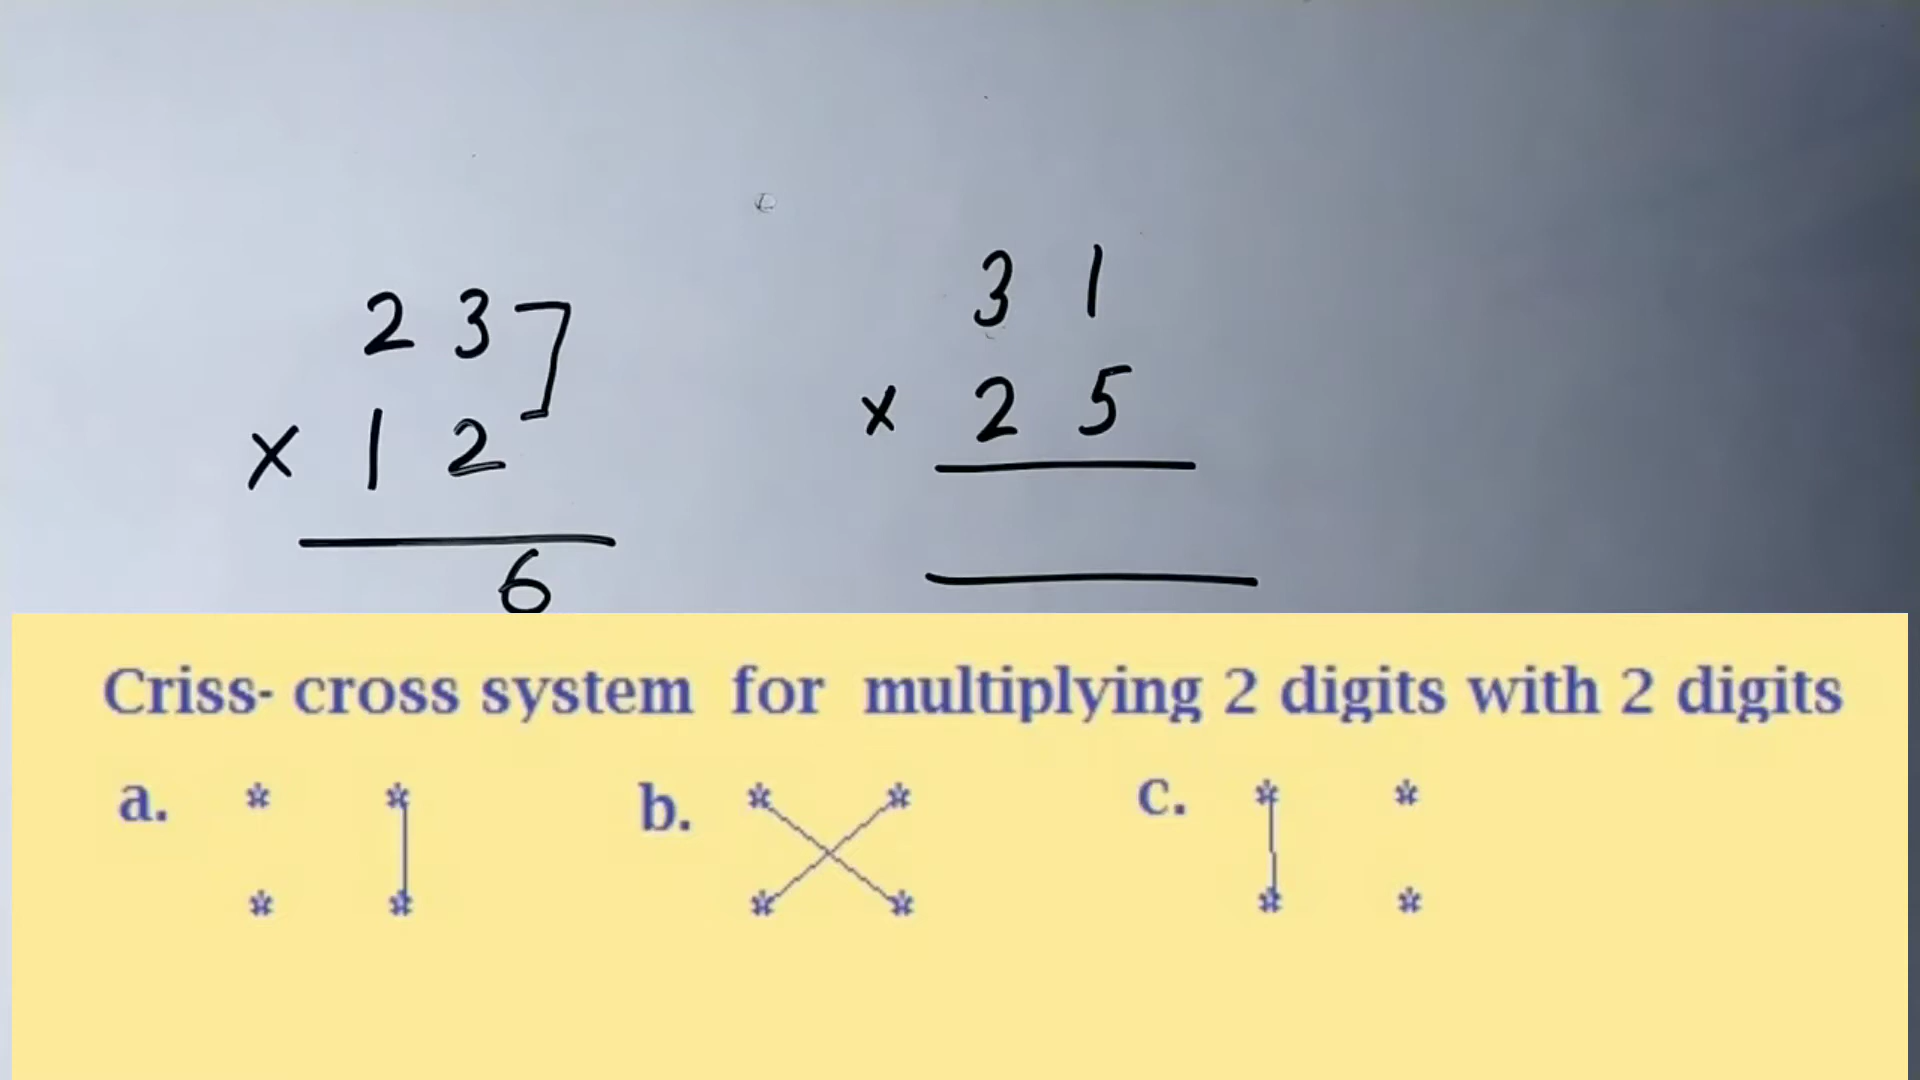 2 3
× 1 2
6
3 1
× 2 5
Criss- cross system for multiplying 2 digits with 2 digits
a. * * b. * * c. * *
* * * * * *